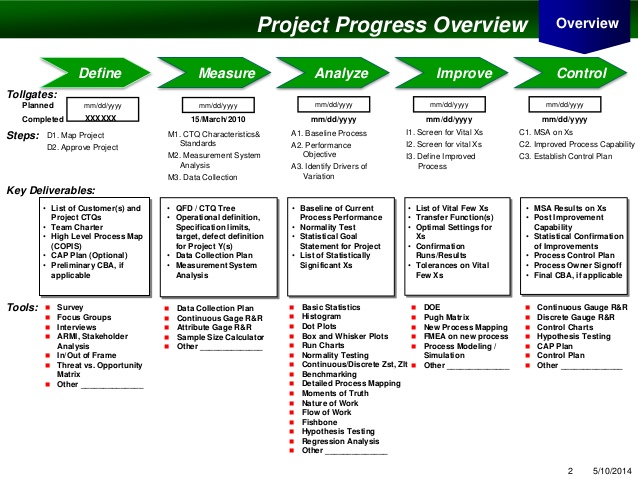 Project Progress Overview
Overview
Define
Measure
Analyze
Improve
Control
Tollgates:
Planned
mm/dd/yyyy
mm/dd/yyyy
mm/dd/yyyy
mm/dd/yyyy
mm/dd/yyyy
Completed
XXXXXX
15/March/2010
mm/dd/yyyy
mm/dd/yyyy
mm/dd/yyyy
Steps:
D1. Map Project
D2. Approve Project
M1. CTQ Characteristics&
Standards
M2. Measurement System
Analysis
M3. Data Collection
A1. Baseline Process
A2. Performance
Objective
A3. Identify Drivers of
Variation
I1. Screen for Vital Xs
I2. Screen for vital Xs
I3. Define Improved
Process
C1. MSA on Xs
C2. Improved Process Capability
C3. Establish Control Plan
Key Deliverables:
• List of Customer(s) and
Project CTQs
• Team Charter
• High Level Process Map
(COPIS)
• CAP Plan (Optional)
• Preliminary CBA, if
applicable
• QFD / CTQ Tree
• Operational definition,
Specification limits,
target, defect definition
for Project Y(s)
• Data Collection Plan
• Measurement System
Analysis
• Baseline of Current
Process Performance
• Normality Test
• Statistical Goal
Statement for Project
• List of Statistically
Significant Xs
• List of Vital Few Xs
• Transfer Function(s)
• Optimal Settings for
Xs
• Confirmation
Runs/Results
• Tolerances on Vital
Few Xs
• MSA Results on Xs
• Post Improvement
Capability
• Statistical Confirmation
of Improvements
• Process Control Plan
• Process Owner Signoff
• Final CBA, if applicable
Tools:
Survey
Focus Groups
Interviews
ARMI, Stakeholder
Analysis
In/Out of Frame
Threat vs. Opportunity
Matrix
Other ______________
Data Collection Plan
Continuous Gage R&R
Attribute Gage R&R
Sample Size Calculator
Other ______________
Basic Statistics
Histogram
Dot Plots
Box and Whisker Plots
Run Charts
Normality Testing
Continuous/Discrete Zst, Zlt
Benchmarking
Detailed Process Mapping
Moments of Truth
Nature of Work
Flow of Work
Fishbone
Hypothesis Testing
Regression Analysis
Other ______________
DOE
Pugh Matrix
New Process Mapping
FMEA on new process
Process Modeling /
Simulation
Other ______________
Continuous Gauge R&R
Discrete Gauge R&R
Control Charts
Hypothesis Testing
CAP Plan
Control Plan
Other ______________
2 5/10/2014